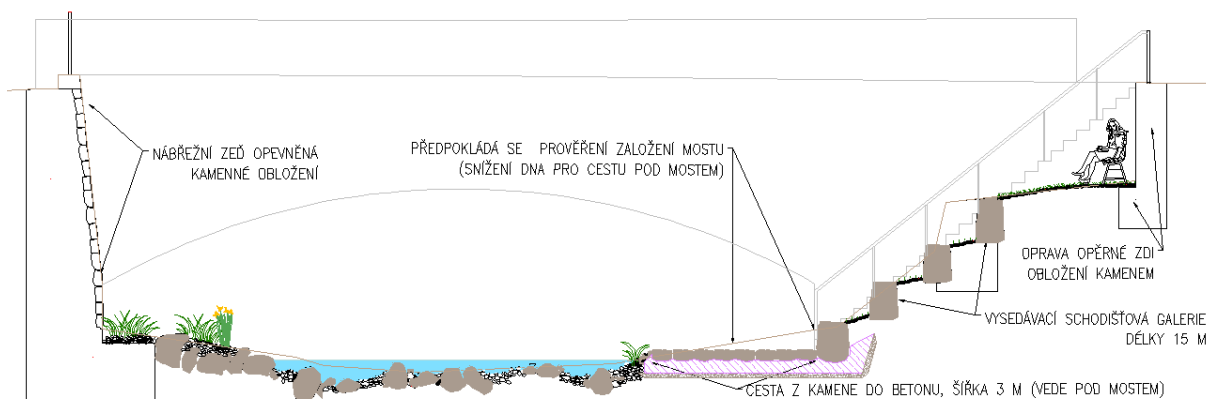 NÁBŘEŽNÍ ZEĎ OPEVNĚNÁ
KAMENNÉ OBLOŽENÍ
PŘEDPOKLÁDÁ SE PROVĚŘENÍ ZALOŽENÍ MOSTU
(SNÍŽENÍ DNA PRO CESTU POD MOSTEM)
OPRAVA OPĚRNÉ ZDI
OBLOŽENÍ KAMENEM
VYSEDÁVACÍ SCHODIŠŤOVÁ GALERIE
DÉLKY 15 M
CESTA Z KAMENE DO BETONU, ŠÍŘKA 3 M (VEDE POD MOSTEM)